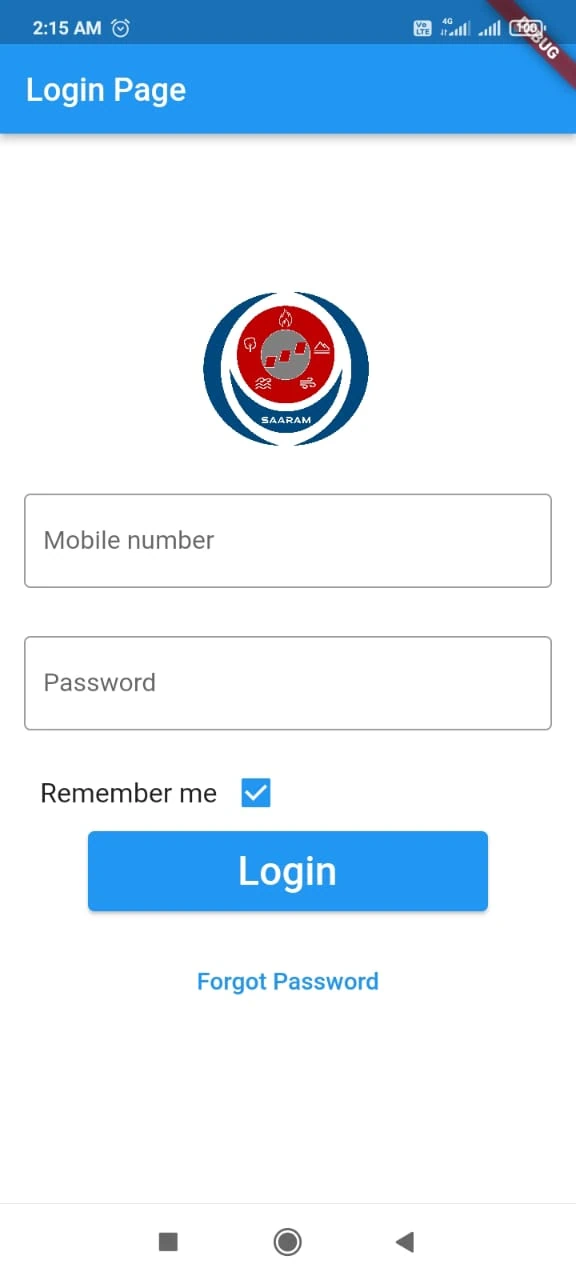 2:15 AM
Vo
LTE
4G
100
DEBUG
Login Page
SAARAM
Mobile number
Password
Remember me
Login
Forgot Password